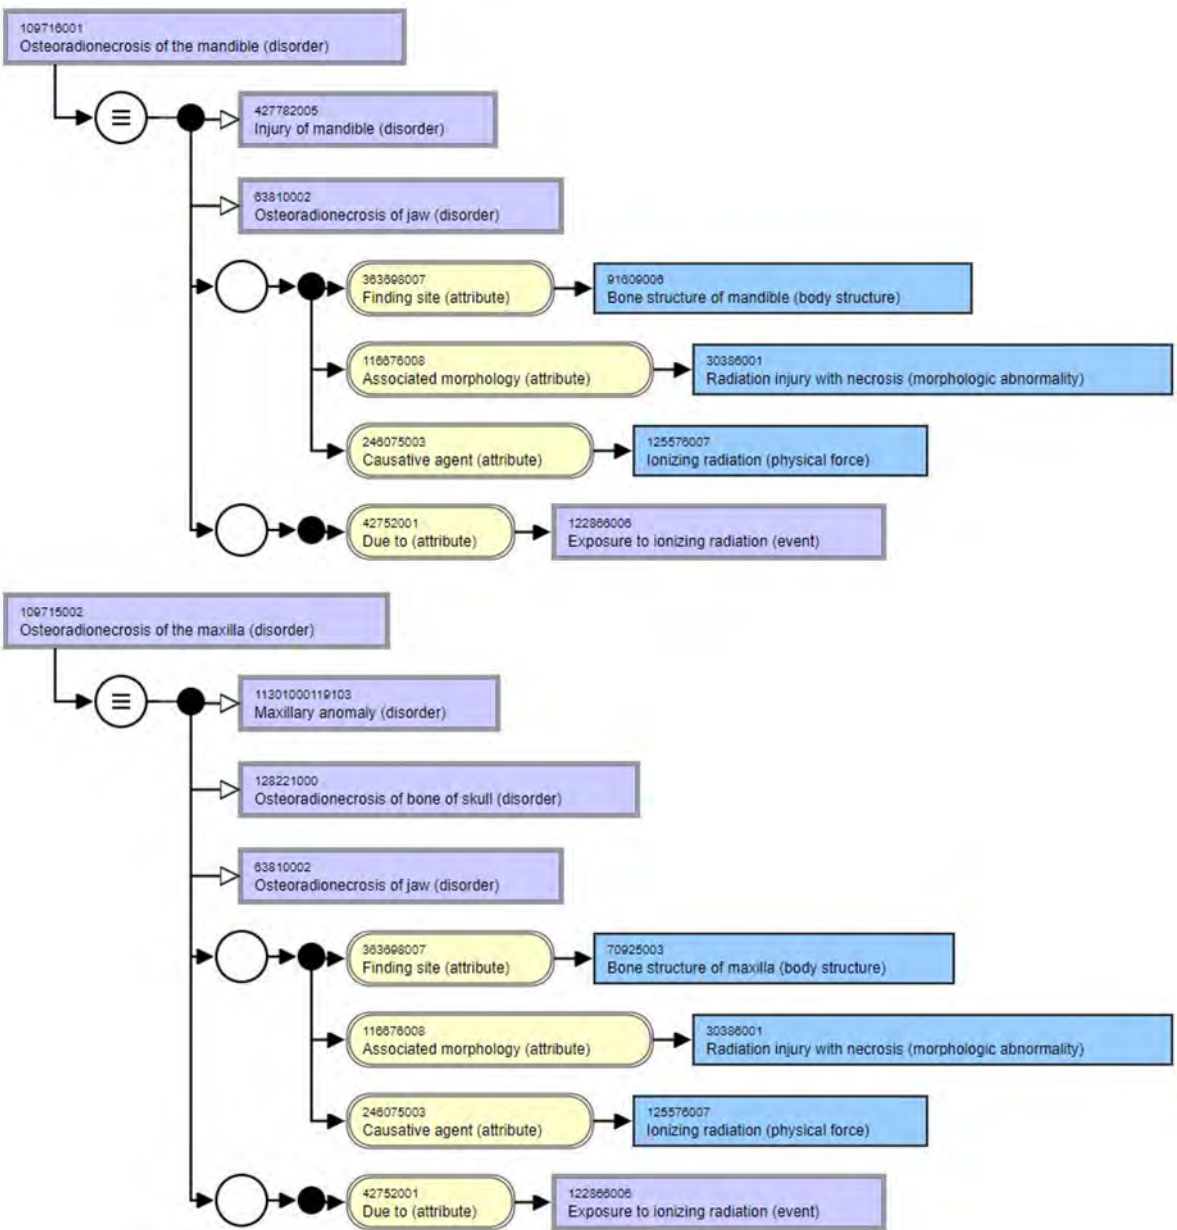 109716001
Osteoradionecrosis of the mandible (disorder)
427782005
Injury of mandible (disorder)
63810002
Osteoradionecrosis of jaw (disorder)
363698007
Finding site (attribute)
91609006
Bone structure of mandible (body structure)
116676008
Associated morphology (attribute)
30386001
Radiation injury with necrosis (morphologic abnormality)
246075003
Causative agent (attribute)
125576007
Ionizing radiation (physical force)
42752001
Due to (attribute)
122866006
Exposure to ionizing radiation (event)
109715002
Osteoradionecrosis of the maxilla (disorder)
11301000119103
Maxillary anomaly (disorder)
128221000
Osteoradionecrosis of bone of skull (disorder)
63810002
Osteoradionecrosis of jaw (disorder)
363698007
Finding site (attribute)
70925003
Bone structure of maxilla (body structure)
116676008
Associated morphology (attribute)
30386001
Radiation injury with necrosis (morphologic abnormality)
246075003
Causative agent (attribute)
125576007
Ionizing radiation (physical force)
42752001
Due to (attribute)
122866006
Exposure to ionizing radiation (event)